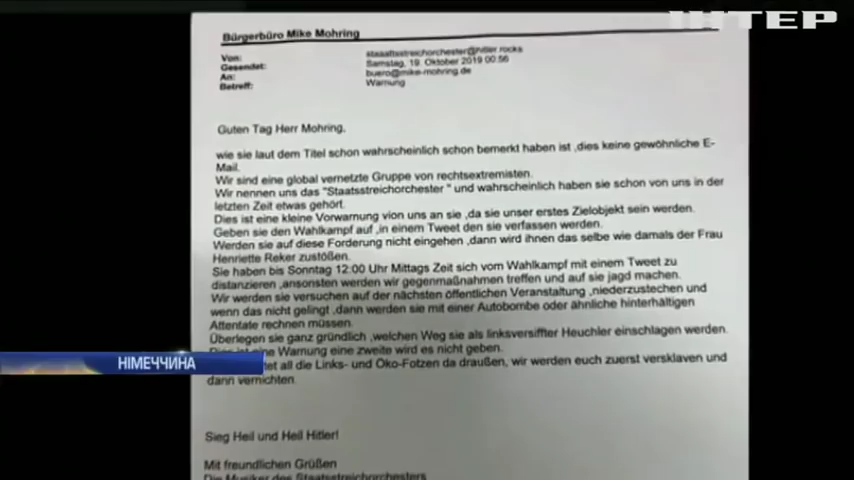 ІНТЕР
Bürgerbüro Mike Mohring
Von: staaatsstreichorchester@hitler.rocks
Gesendet: Samstag, 19. Oktober 2019 00:56
An: buero@mike-mohring.de
Betreff: Warnung
Guten Tag Herr Mohring,
wie sie laut dem Titel schon wahrscheinlich schon bemerkt haben ist ,dies keine gewöhnliche E-
Mail.
Wir sind eine global vernetzte Gruppe von rechtsextremisten.
Wir nennen uns das "Staatsstreichorchester " und wahrscheinlich haben sie schon von uns in der
letzten Zeit etwas gehört.
Dies ist eine kleine Vorwarnung vion uns an sie ,da sie unser erstes Zielobjekt sein werden.
Geben sie den Wahlkampf auf ,in einem Tweet den sie verfassen werden.
Werden sie auf diese Forderung nicht eingehen ,dann wird ihnen das selbe wie damals der Frau
Henriette Reker zustoßen.
Sie haben bis Sonntag 12:00 Uhr Mittags Zeit sich vom Wahlkampf mit einem Tweet zu
distanzieren ,ansonsten werden wir gegenmaßnahmen treffen und auf sie jagd machen.
Wir werden sie versuchen auf der nächsten öffentlichen Veranstaltung ,niederzustechen und
wenn das nicht gelingt ,dann werden sie mit einer Autobombe oder ähnliche hinterhältigen
Attentate rechnen müssen.
Überlegen sie ganz gründlich ,welchen Weg sie als linksversiffter Heuchler einschlagen werden.
Dies ist eine Warnung eine zweite wird es nicht geben.
all die Links- und Öko-Fotzen da draußen, wir werden euch zuerst versklaven und
dann vernichten.
Sieg Heil und Heil Hitler!
Mit freundlichen Grüßen
Die Musiker des Staatsstreichorchesters
НІМЕЧЧИНА